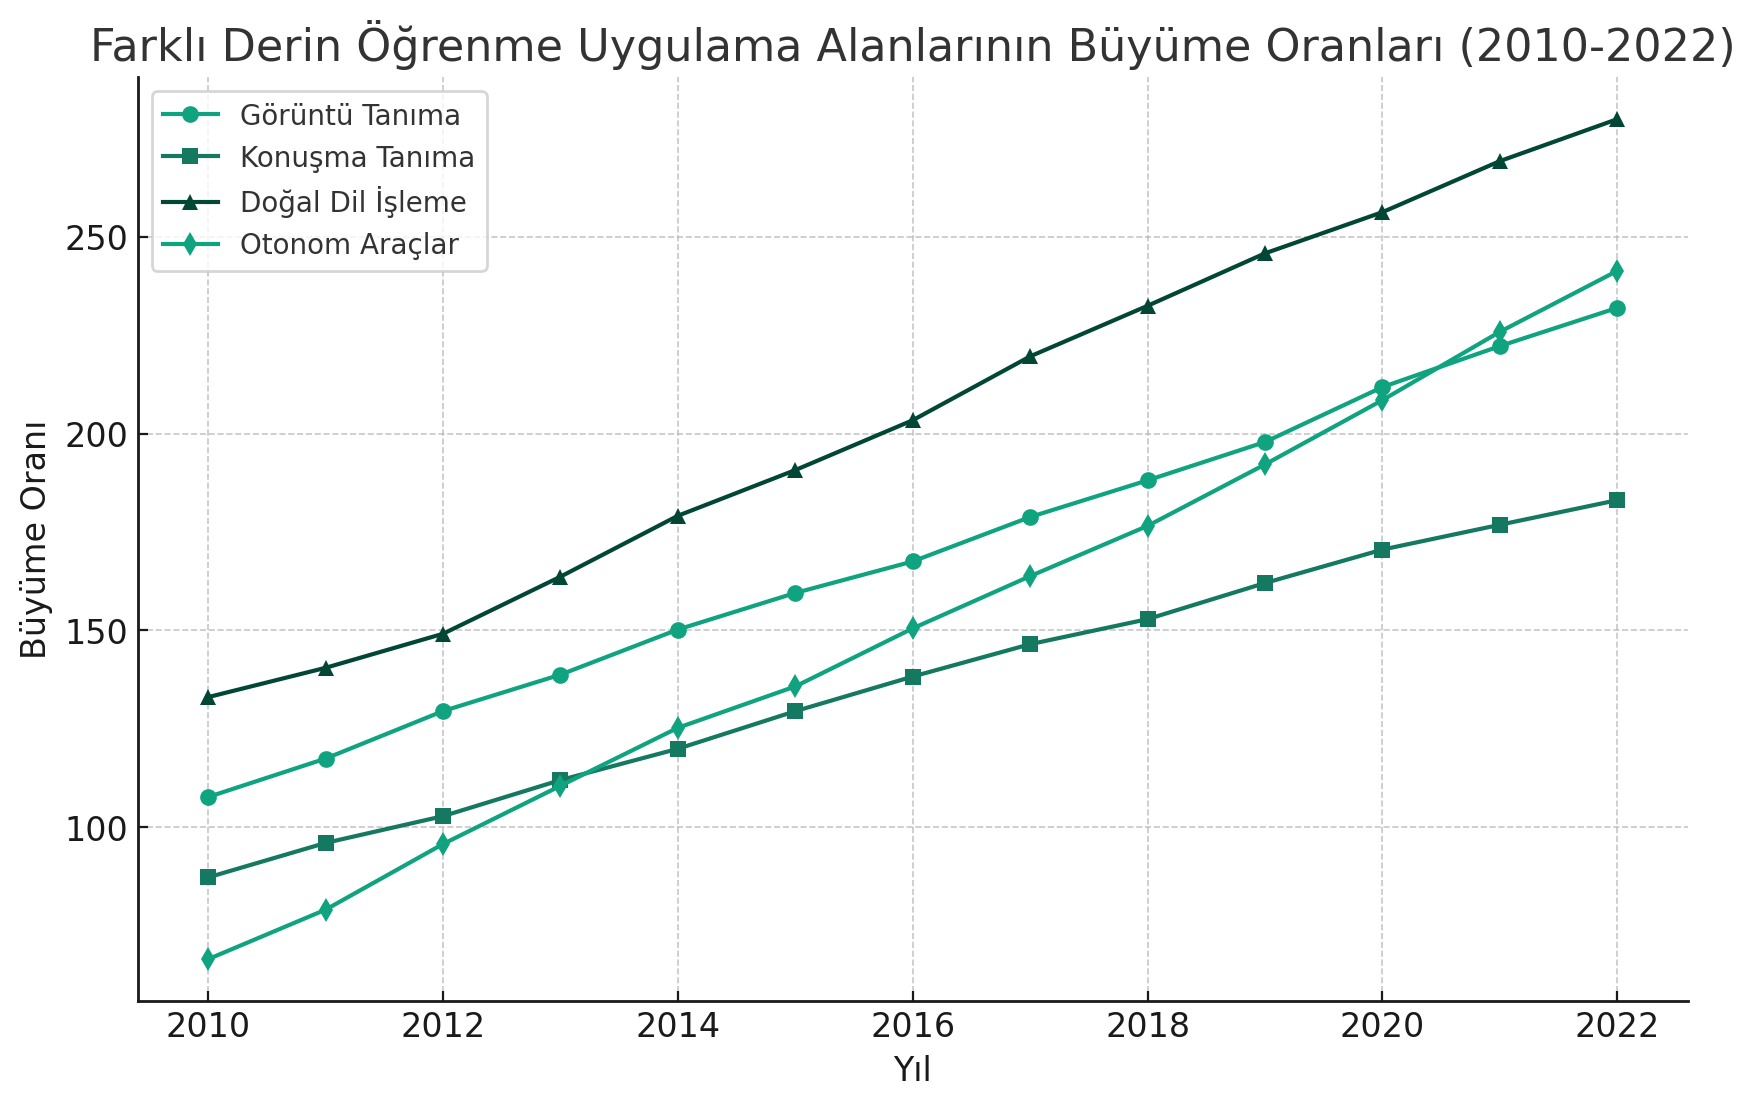 Farklı Derin Öğrenme Uygulama Alanlarının Büyüme Oranları (2010-2022)
Görüntü Tanıma
Konuşma Tanıma
Doğal Dil İşleme
Otonom Araçlar
Büyüme Oranı
250
200
150
100
2010 2012 2014 2016 2018 2020 2022
Yıl